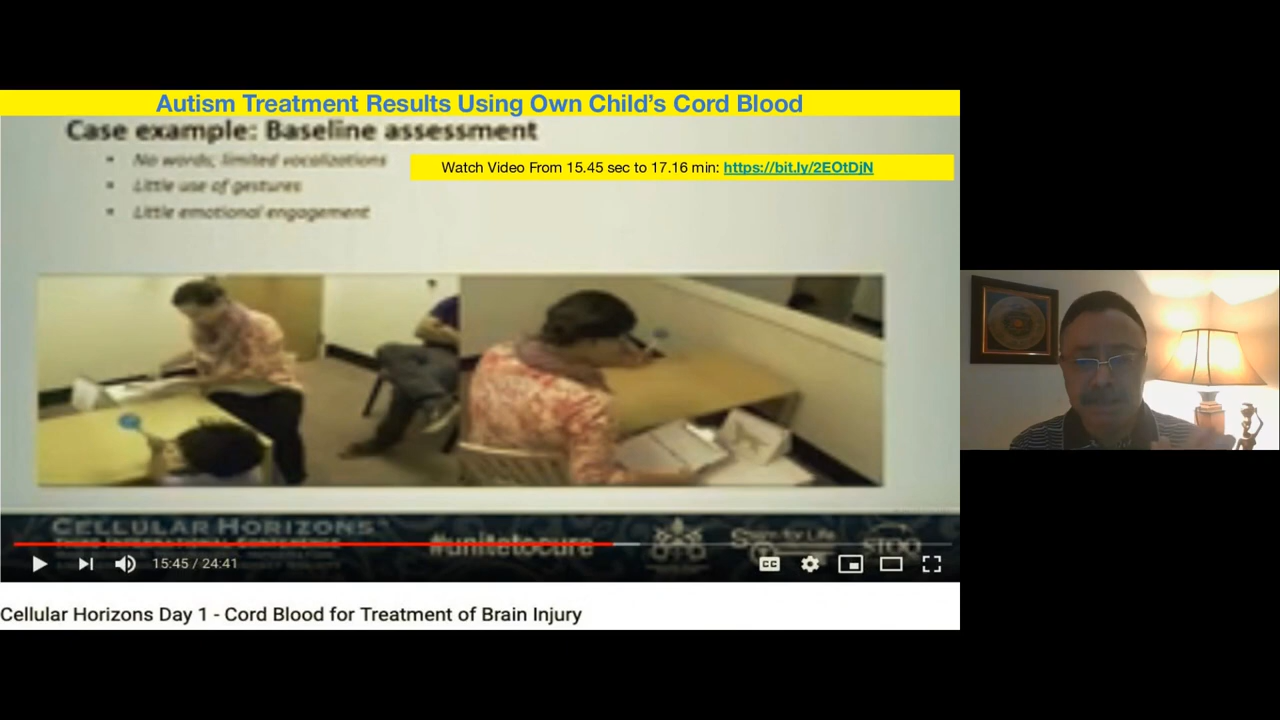 Autism Treatment Results Using Own Child's Cord Blood
Case example: Baseline assessment
• No words, limited vocalizations
Watch Video From 15.45 sec to 17.16 min: https://bit.ly/2EOtDjN
• Little use of gestures
• Little emotional engagement
CELLULAR HORIZONS
#unitetocure
15:45 / 24:41
CC
Cellular Horizons Day 1 - Cord Blood for Treatment of Brain Injury